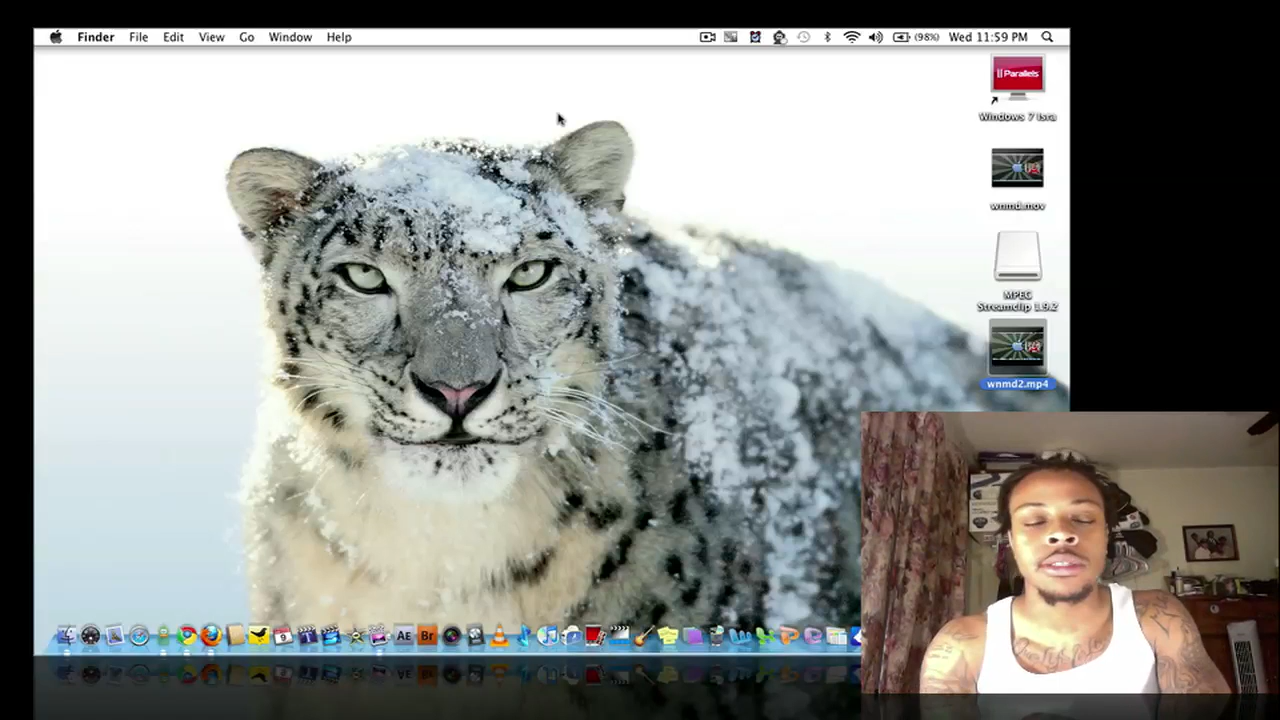 Finder File Edit View Go Window Help (98%) Wed 11:59 PM
Parallels
Windows 7 Isra
wnmd.mov
MPEG
Streamclip 1.9.2
wnmd2.mp4
9
AE Br